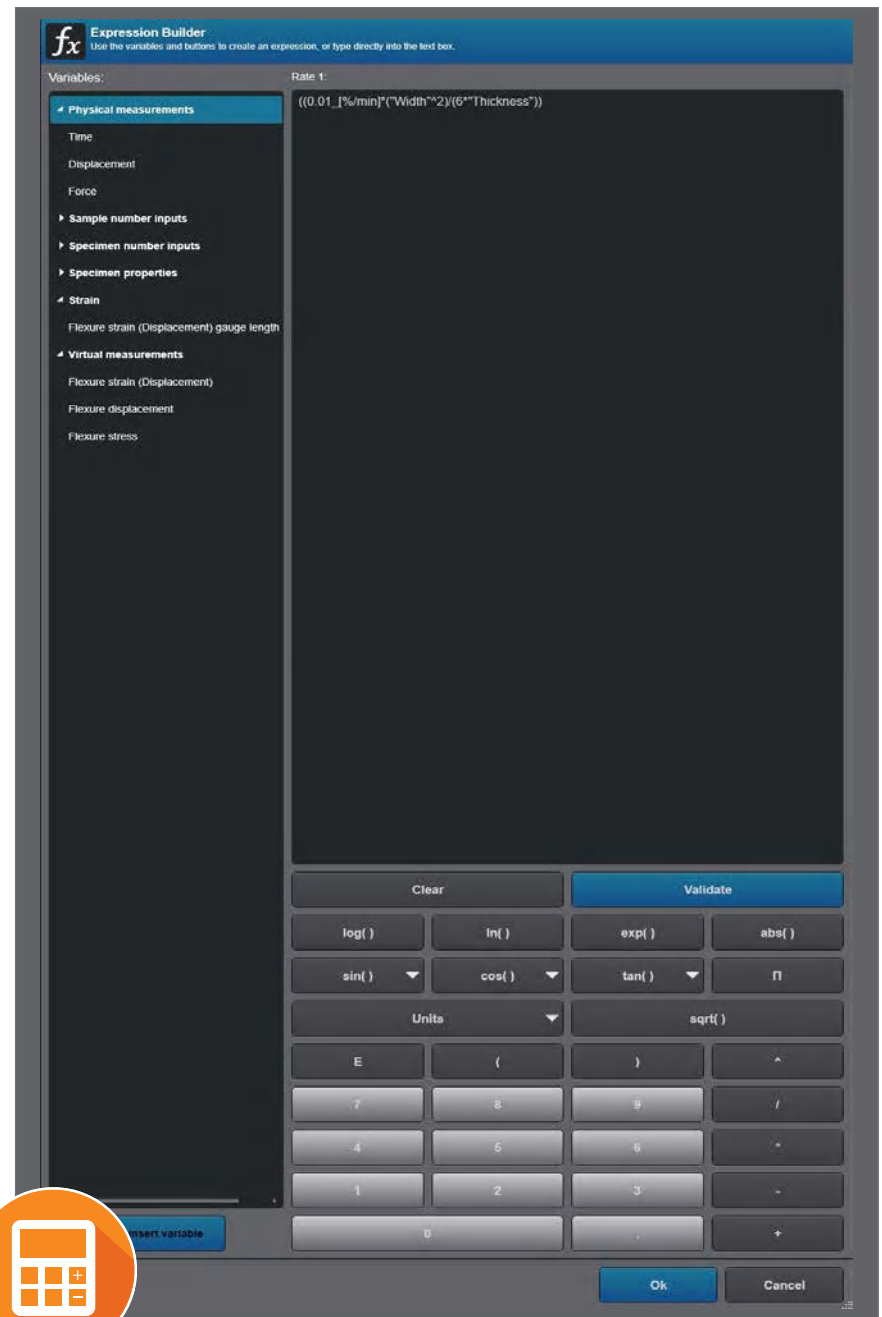 fx
Expression Builder
Use the variables and buttons to create an expression, or type directly into the text box.
Variables:
Physical measurements
Time
Displacement
Force
Sample number inputs
Specimen number inputs
Specimen properties
Strain
Flexure strain (Displacement) gauge length
Virtual measurements
Flexure strain (Displacement)
Flexure displacement
Flexure stress
Insert variable
Rate 1:
((0.01_[%/min]*("Width"^2)/(6*"Thickness"))
Clear Validate
log( ) ln( ) exp( ) abs( )
sin( ) cos( ) tan( ) Π
Units sqrt( )
E ( ) ^
7 8 9 /
4 5 6 *
1 2 3 -
0 . +
Ok Cancel